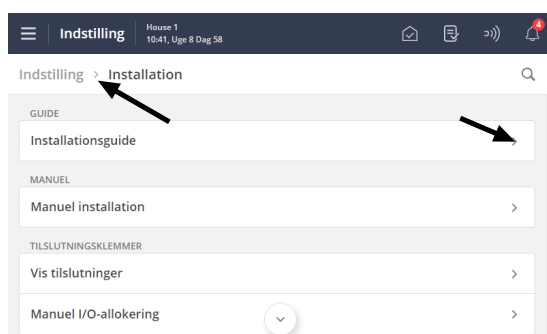 Indstilling
House 1
10:41, Uge 8 Dag 58
4
Indstilling > Installation
GUIDE
Installationsguide
MANUEL
Manuel installation
TILSLUTNINGSKLEMMER
Vis tilslutninger
Manuel I/O-allokering